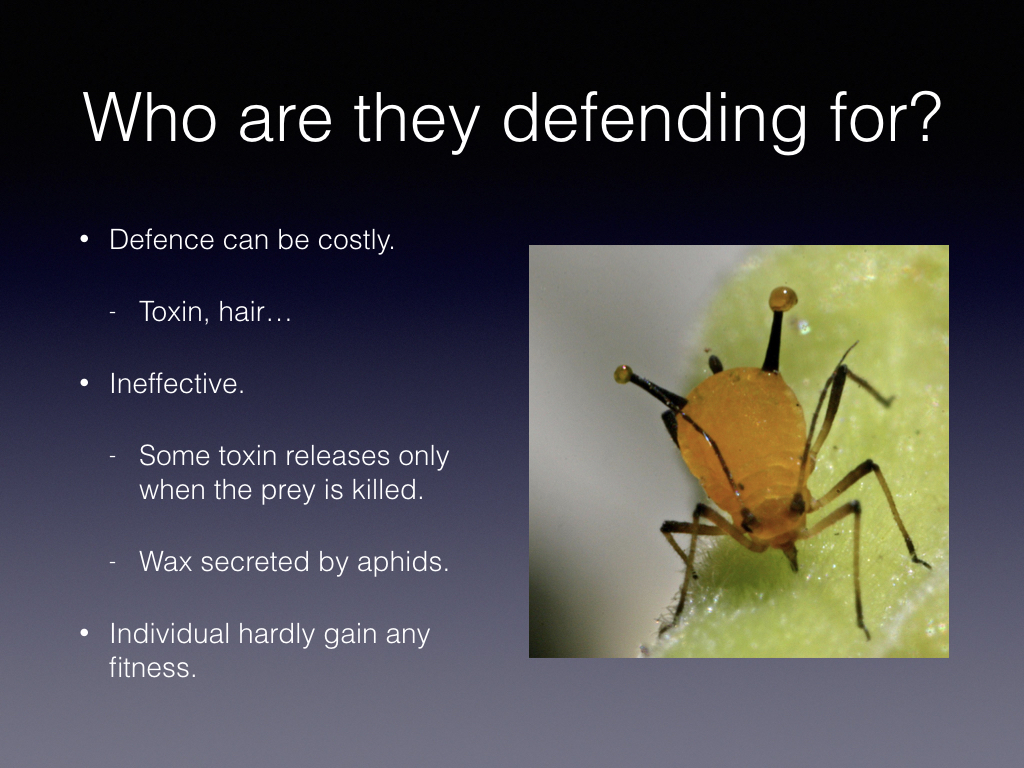 Who are they defending for?
• Defence can be costly.
- Toxin, hair…
• Ineffective.
- Some toxin releases only
when the prey is killed.
- Wax secreted by aphids.
• Individual hardly gain any
fitness.